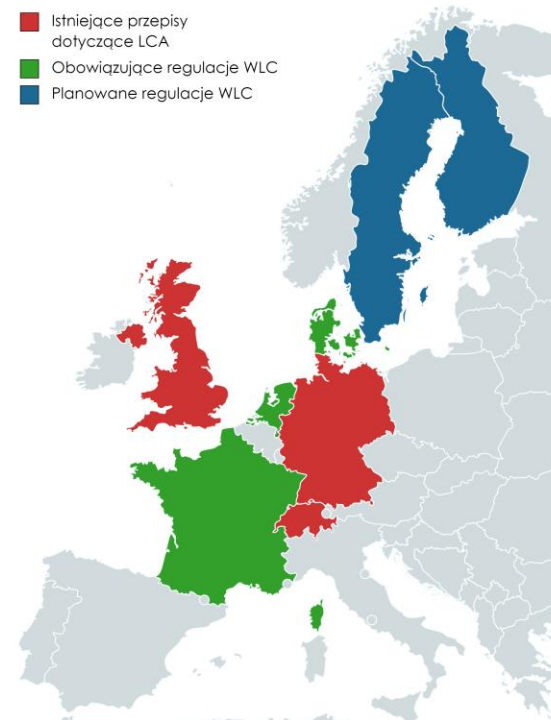 Istniejące przepisy
dotyczące LCA
Obowiązujące regulacje WLC
Planowane regulacje WLC